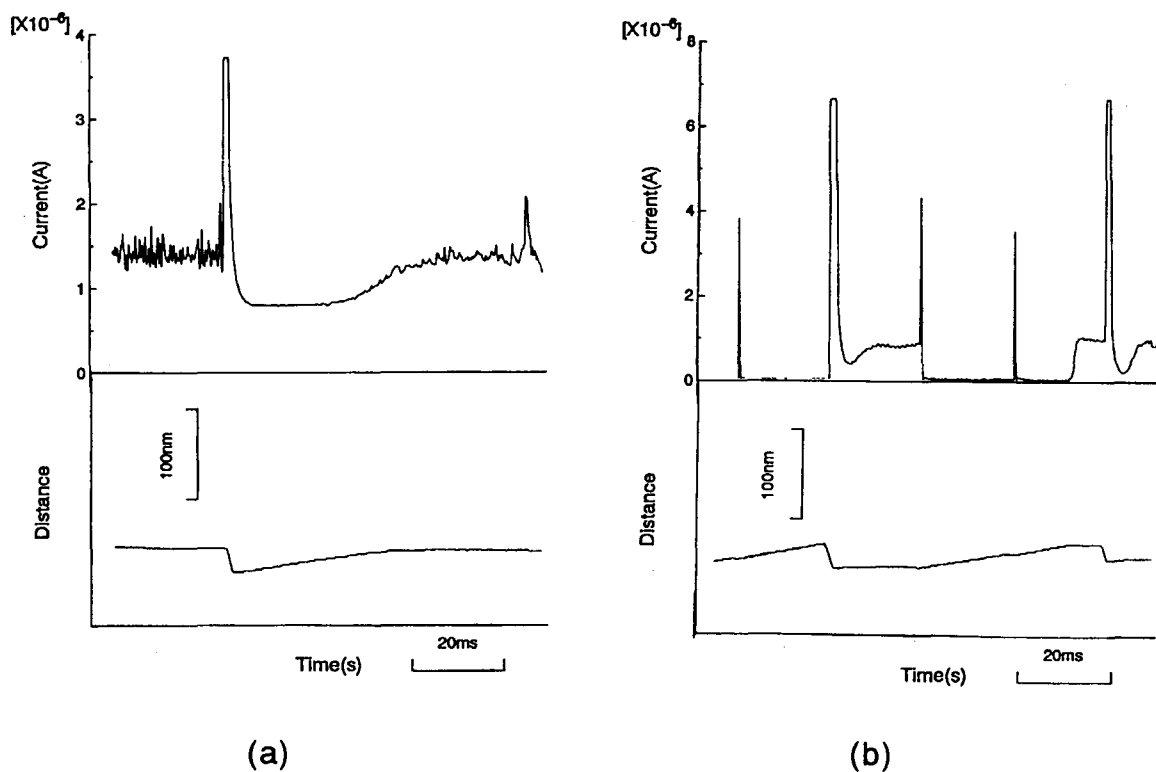 [X10⁻⁶]
4
3
2
1
0
Current(A)
Distance
100nm
Time(s)
20ms
(a)
[X10⁻⁶]
8
6
4
2
0
Current(A)
Distance
100nm
Time(s)
20ms
(b)